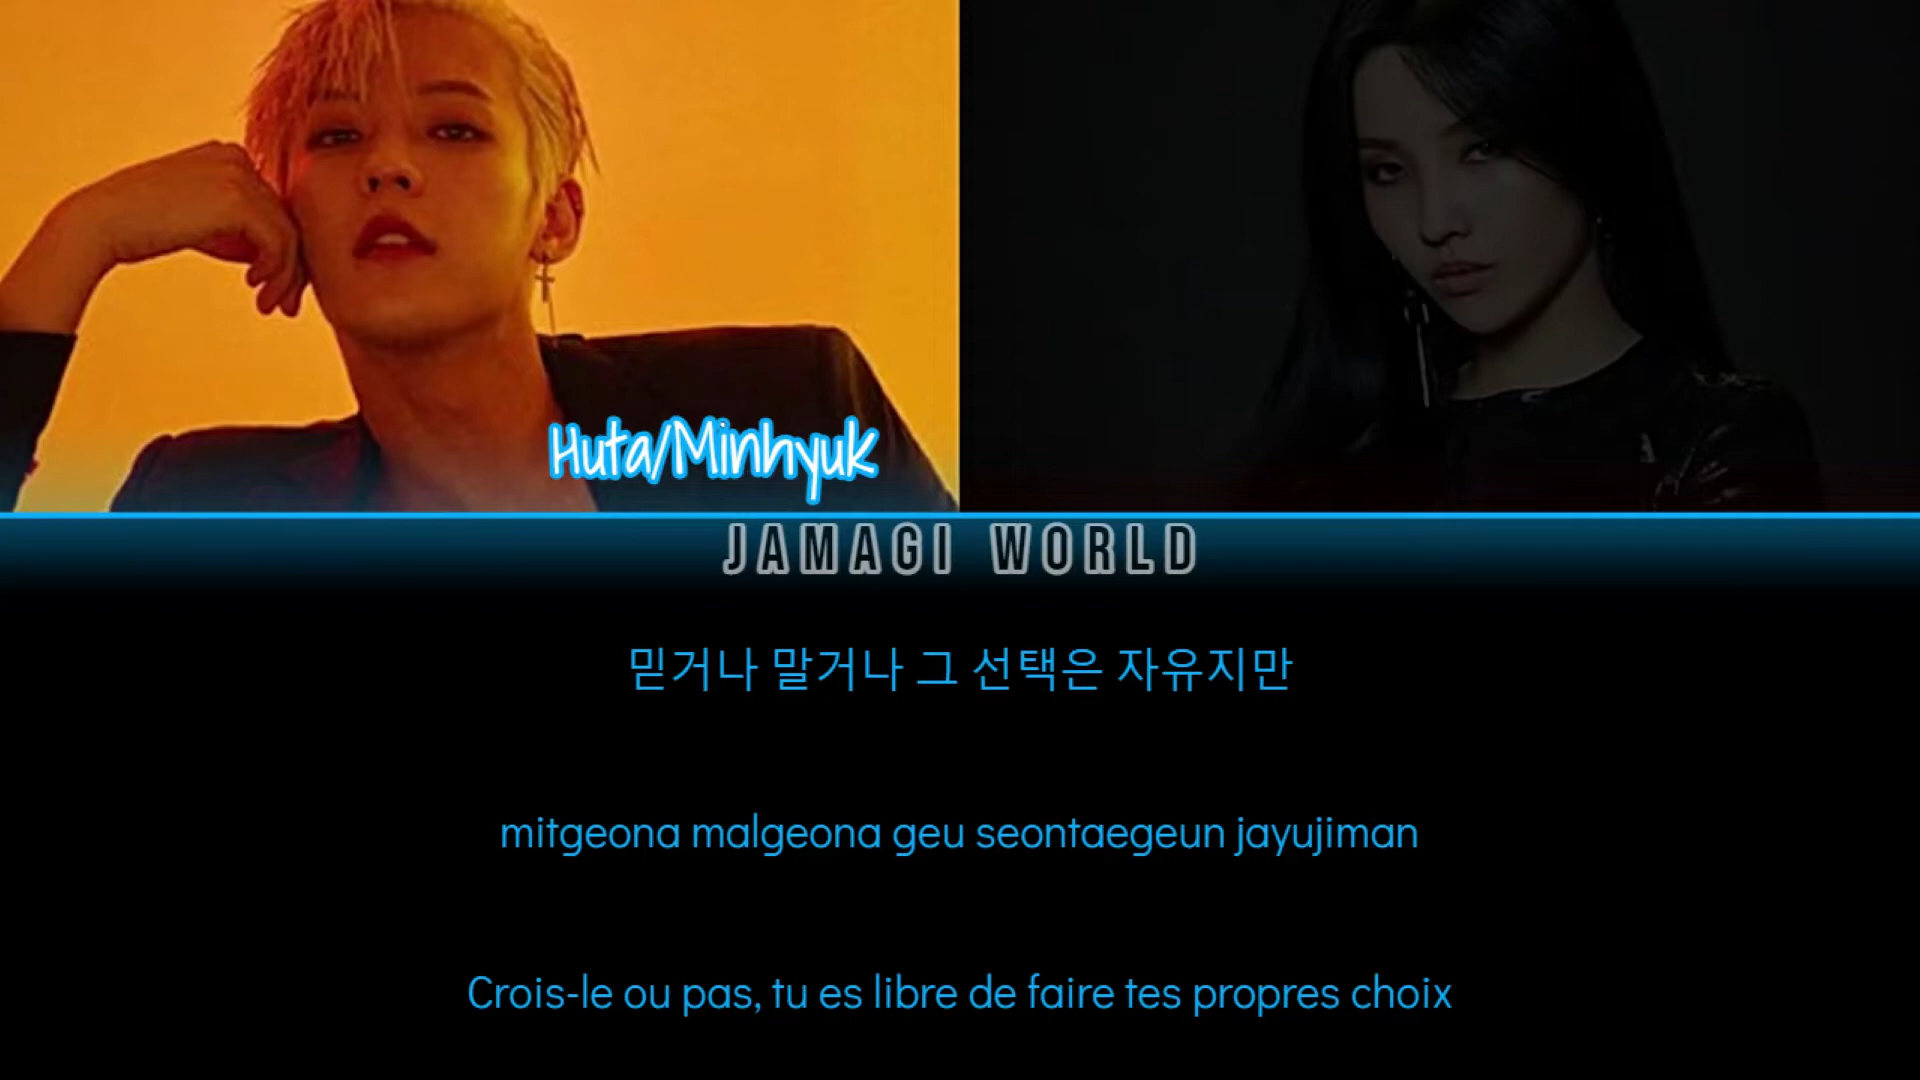 Huta/Minhyuk
JAMAGI WORLD
믿거나 말거나 그 선택은 자유지만
mitgeona malgeona geu seontaegeun jayujiman
Crois-le ou pas, tu es libre de faire tes propres choix